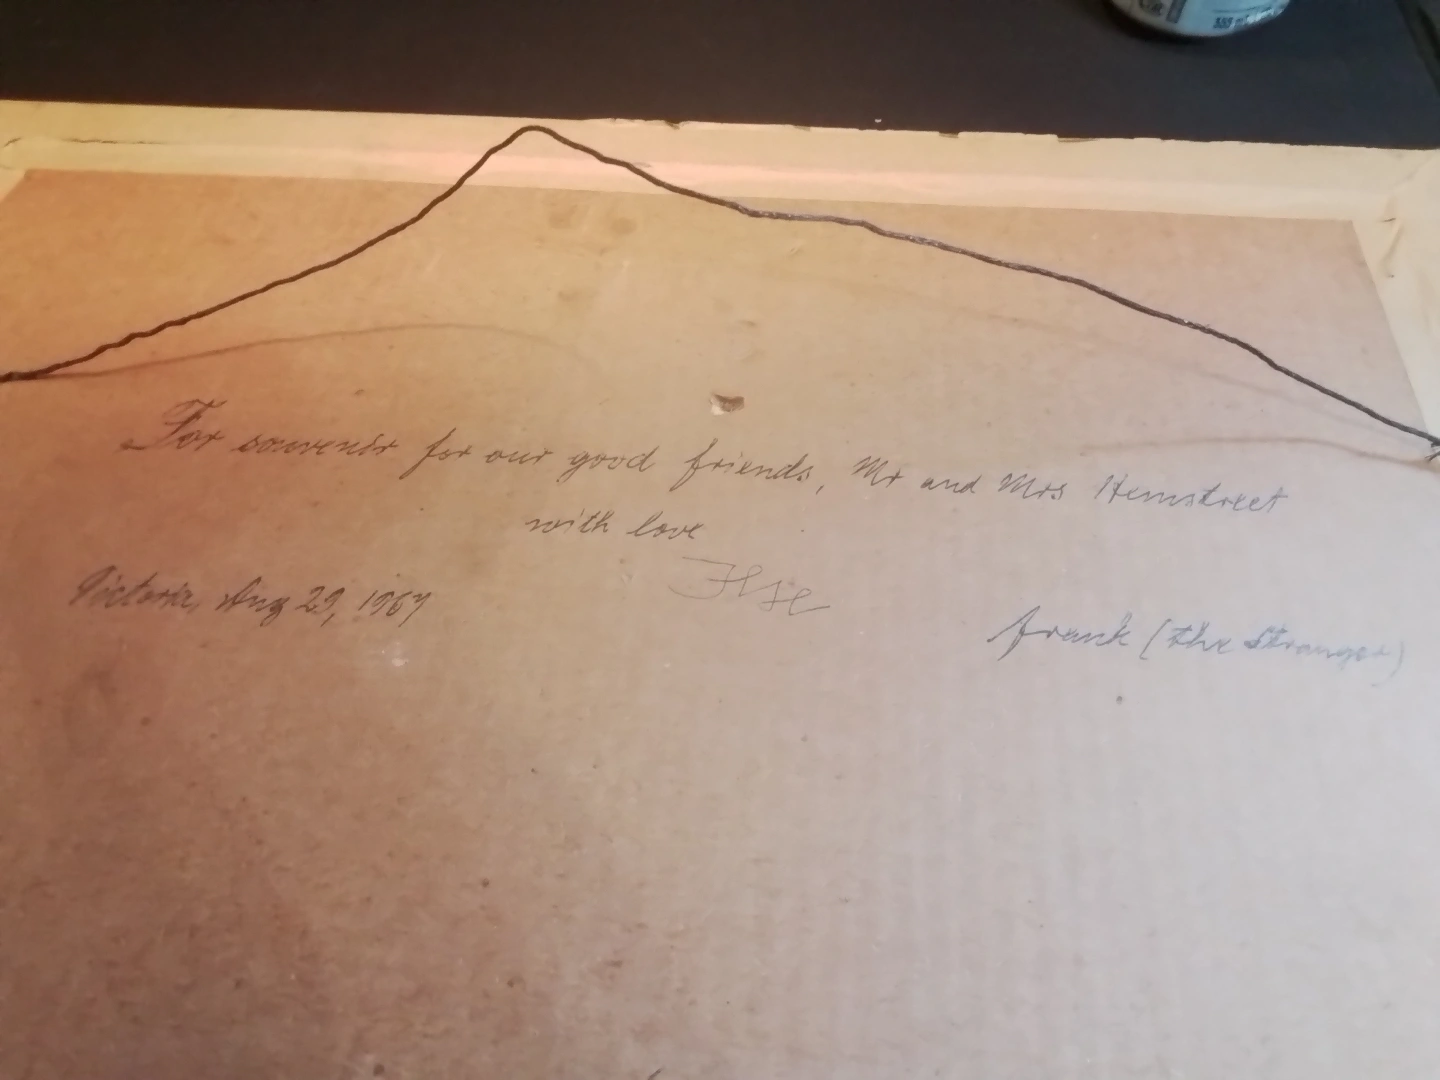 For souvenir for our good friends, Mr and Mrs Hemstreet
with love
Ilse
Victoria, Aug 29, 1967
Frank (the Stranger)